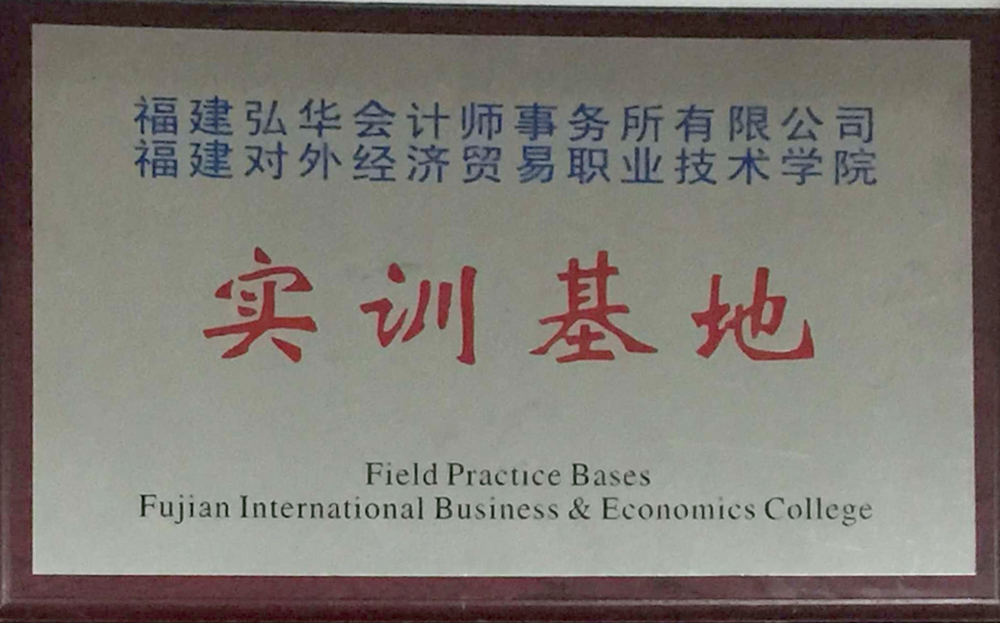 福建弘华会计师事务所有限公司
福建对外经济贸易职业技术学院
实训基地
Field Practice Bases
Fujian International Business & Economics College